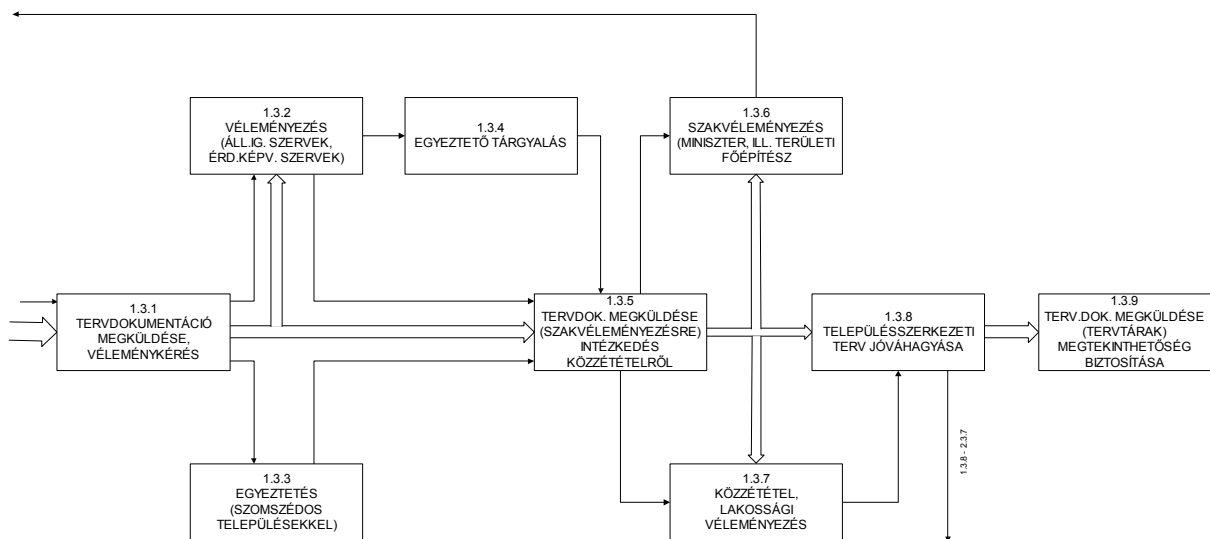 1.3.2
VÉLEMÉNYEZÉS
(ÁLL.IG. SZERVEK,
ÉRD.KÉPV. SZERVEK)
1.3.4
EGYEZTETŐ TÁRGYALÁS
1.3.6
SZAKVÉLEMÉNYEZÉS
(MINISZTER, ILL. TERÜLETI
FŐÉPÍTÉSZ
1.3.1
TERVDOKUMENTÁCIÓ
MEGKÜLDÉSE,
VÉLEMÉNYKÉRÉS
1.3.5
TERVDOK. MEGKÜLDÉSE
(SZAKVÉLEMÉNYEZÉSRE)
INTÉZKEDÉS
KÖZZÉTÉTELRŐL
1.3.8
TELEPÜLÉSSZERKEZETI
TERV JÓVÁHAGYÁSA
1.3.9
TERV.DOK. MEGKÜLDÉSE
(TERVTÁRAK)
MEGTEKINTHETŐSÉG
BIZTOSÍTÁSA
1.3.3
EGYEZTETÉS
(SZOMSZÉDOS
TELEPÜLÉSEKKEL)
1.3.7
KÖZZÉTÉTEL,
LAKOSSÁGI
VÉLEMÉNYEZÉS
1.3.8 - 2.3.7